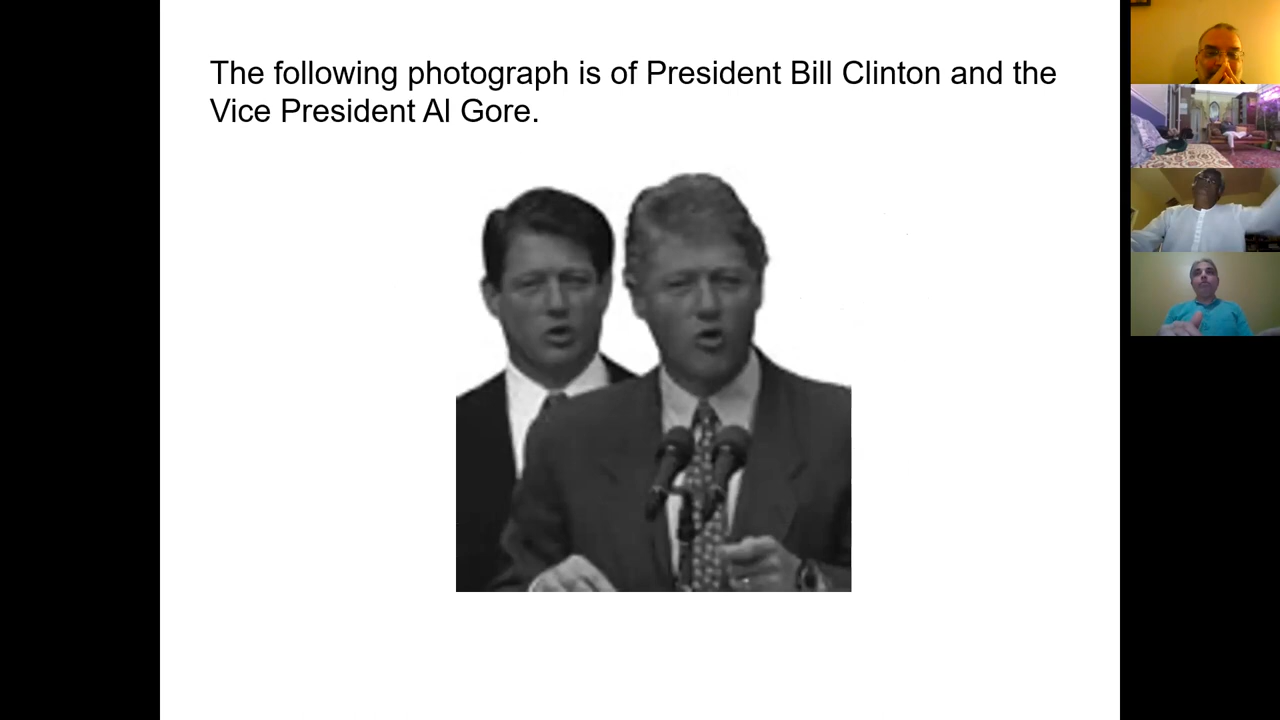 The following photograph is of President Bill Clinton and the
Vice President Al Gore.